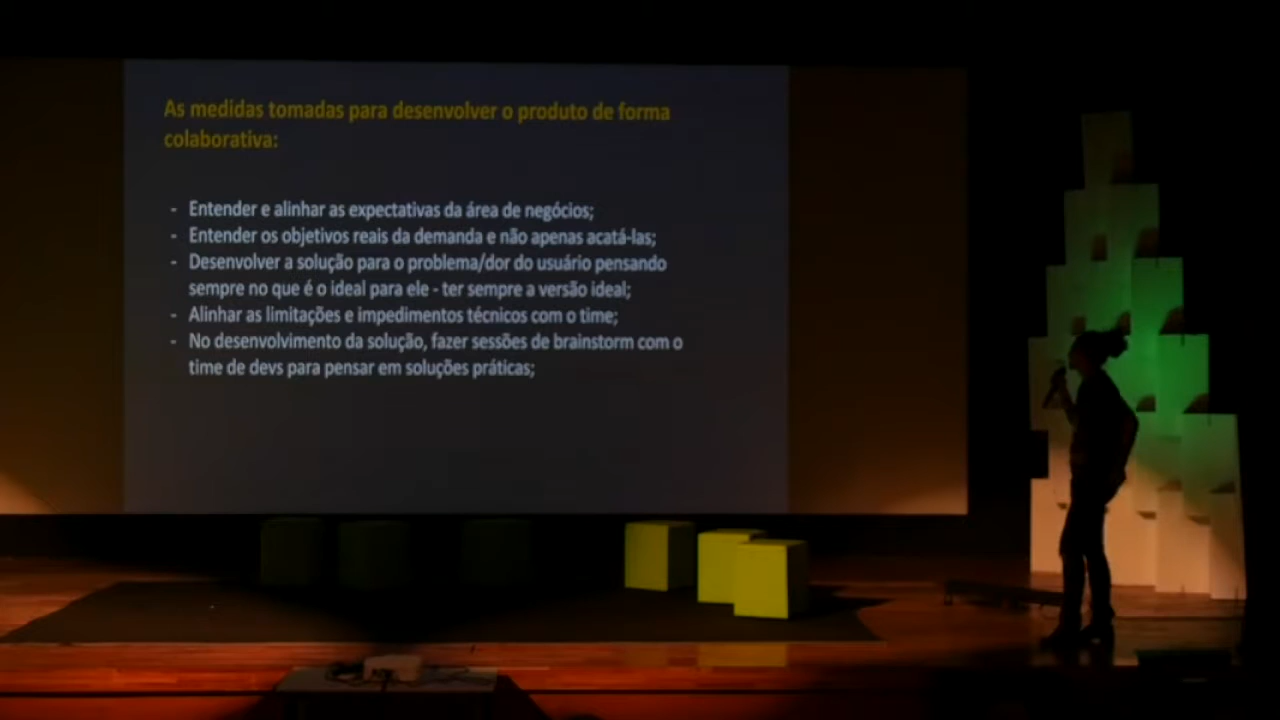 As medidas tomadas para desenvolver o produto de forma
colaborativa:
- Entender e alinhar as expectativas da área de negócios;
- Entender os objetivos reais da demanda e não apenas acatá-las;
- Desenvolver a solução para o problema/dor do usuário pensando
sempre no que é o ideal para ele - ter sempre a versão ideal;
- Alinhar as limitações e impedimentos técnicos com o time;
- No desenvolvimento da solução, fazer sessões de brainstorm com o
time de devs para pensar em soluções práticas;